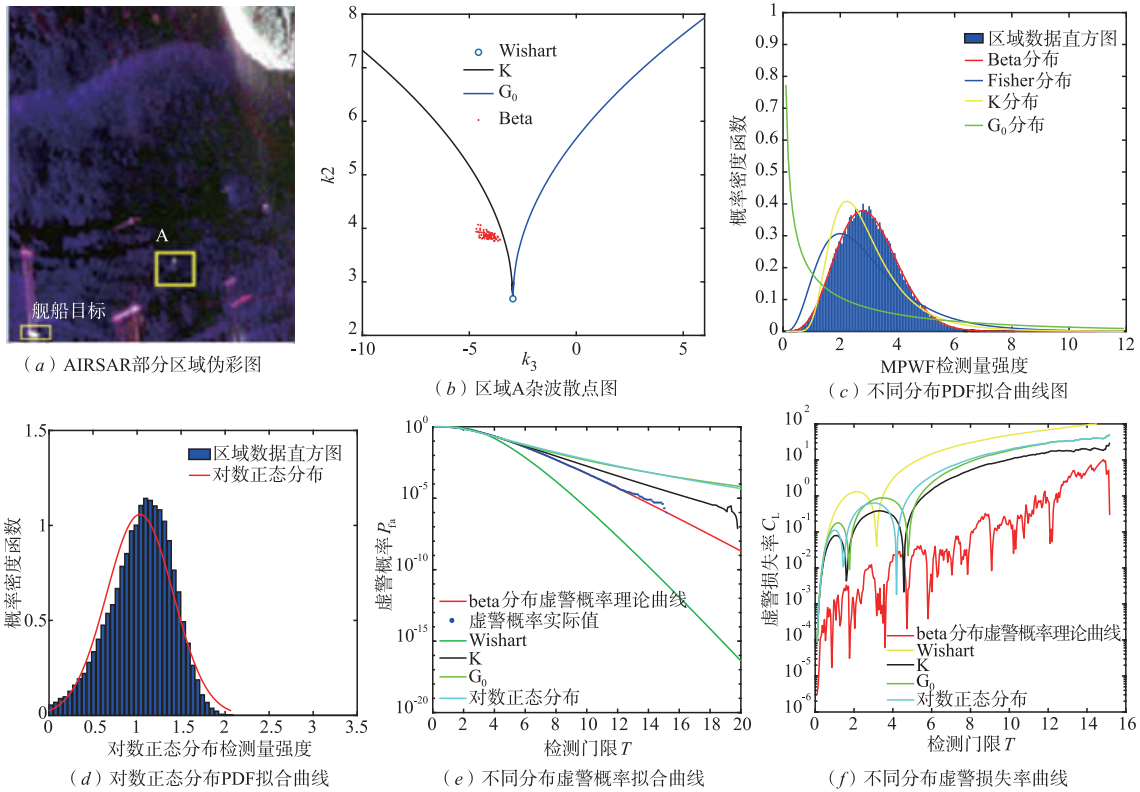 A
舰船目标
(a) AIRSAR部分区域伪彩图
8
7
6
5
4
3
2
k2
-10
-5
0
5
k3
Wishart
K
G0
Beta
(b) 区域A杂波散点图
1
0.9
0.8
0.7
0.6
0.5
0.4
0.3
0.2
0.1
0
概率密度函数
区域数据直方图
Beta分布
Fisher分布
K分布
G0分布
0
2
4
6
8
10
12
MPWF检测量强度
(c) 不同分布PDF拟合曲线图
1.5
1
0.5
0
概率密度函数
区域数据直方图
对数正态分布
0
0.5
1.0
1.5
2.0
2.5
3
3.5
对数正态分布检测量强度
(d) 对数正态分布PDF拟合曲线
10^0
10^-5
10^-10
10^-15
10^-20
虚警概率Pfa
beta分布虚警概率理论曲线
虚警概率实际值
Wishart
K
G0
对数正态分布
0
2
4
6
8
10
12
14
16
18
20
检测门限T
(e) 不同分布虚警概率拟合曲线
10^2
10^1
10^0
10^-1
10^-2
10^-3
10^-4
10^-5
10^-6
虚警损失率CL
beta分布虚警概率理论曲线
Wishart
K
G0
对数正态分布
0
2
4
6
8
10
12
14
16
检测门限T
(f) 不同分布虚警损失率曲线